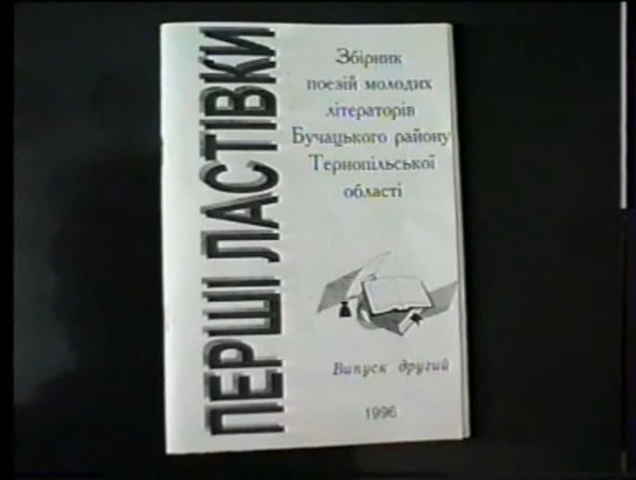 ПЕРШІ ЛАСТІВКИ
Збірник
поезій молодих
літераторів
Бучацького району
Тернопільської
області
Випуск другий
1996